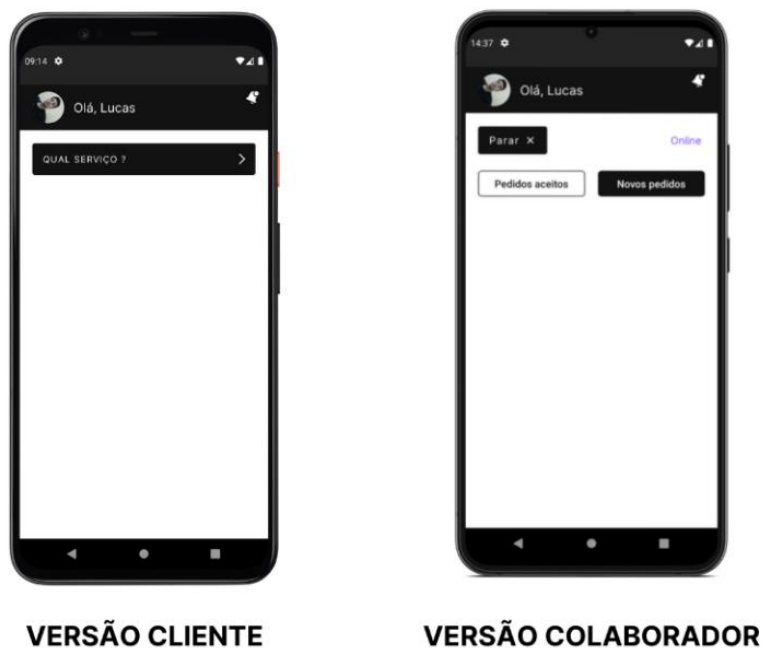 09:14
Olá, Lucas
QUAL SERVIÇO ?
VERSÃO CLIENTE
14:37
Olá, Lucas
Parar ×
Online
Pedidos aceitos
Novos pedidos
VERSÃO COLABORADOR